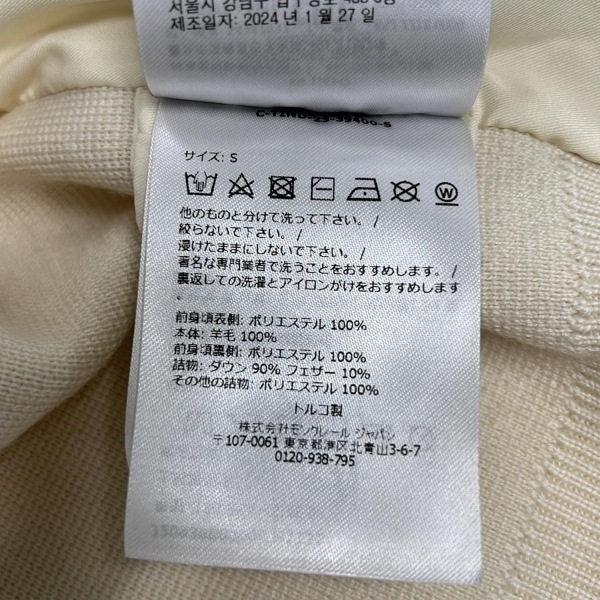 제조일자: 2024년 1월 27일
サイズ: S
他のものと分けて洗って下さい。/
絞らないで下さい。/
浸けたままにしないで下さい。/
著名な専門業者で洗うことをおすすめします。/
裏返しての洗濯とアイロンがけをおすすめします
。
前身頃表側: ポリエステル 100%
本体: 羊毛 100%
前身頃裏側: ポリエステル 100%
詰物: ダウン 90% フェザー 10%
その他の詰物: ポリエステル 100%
トルコ製
株式会社モンクレール ジャパン
〒107-0061 東京都港区北青山3-6-7
0120-938-795